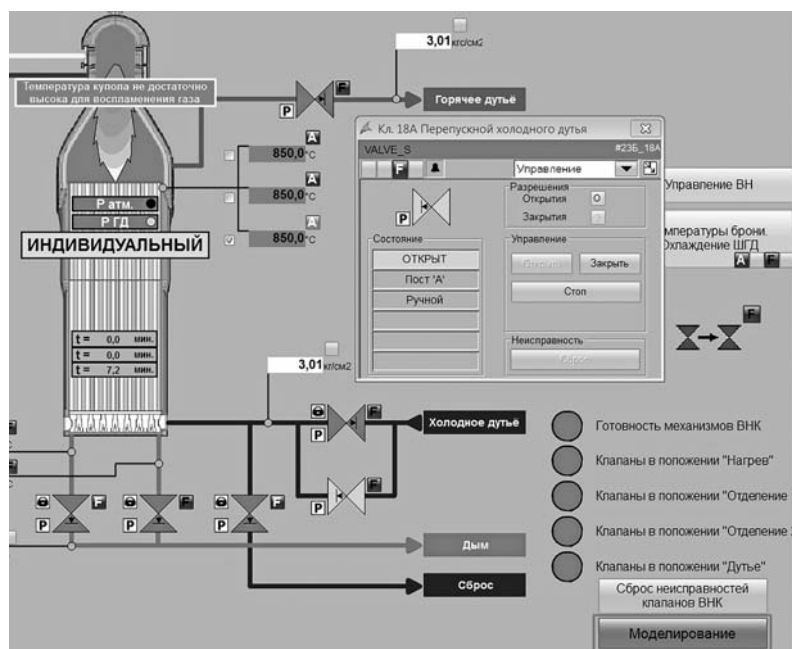 3,01 кгс/см2
Температура купола не достаточно
высока для воспламенения газа
F
P
Горячее дутьё
A
850,0 °C
A
850,0 °C
A
850,0 °C
P атм.
P ГД
ИНДИВИДУАЛЬНЫЙ
t = 0,0 мин.
t = 0,0 мин.
t = 7,2 мин.
Кл. 18А Перепускной холодного дутья
VALVE_S #23Б_18А
F
Управление
P
Разрешения
Открытия О
Закрытия
Состояние
ОТКРЫТ
Пост 'А'
Ручной
Управление
Открыть Закрыть
Стоп
Неисправность
Сброс
Управление ВН
мпературы брони.
Охлаждение ШГД
A F
F
3,01 кг/см2
F
P
Холодное дутьё
F
P
F
P
F
P
F
P
Дым
Сброс
Готовность механизмов ВНК
Клапаны в положении "Нагрев"
Клапаны в положении "Отделение
Клапаны в положении "Отделение
Клапаны в положении "Дутье"
Сброс неисправностей
клапанов ВНК
Моделирование